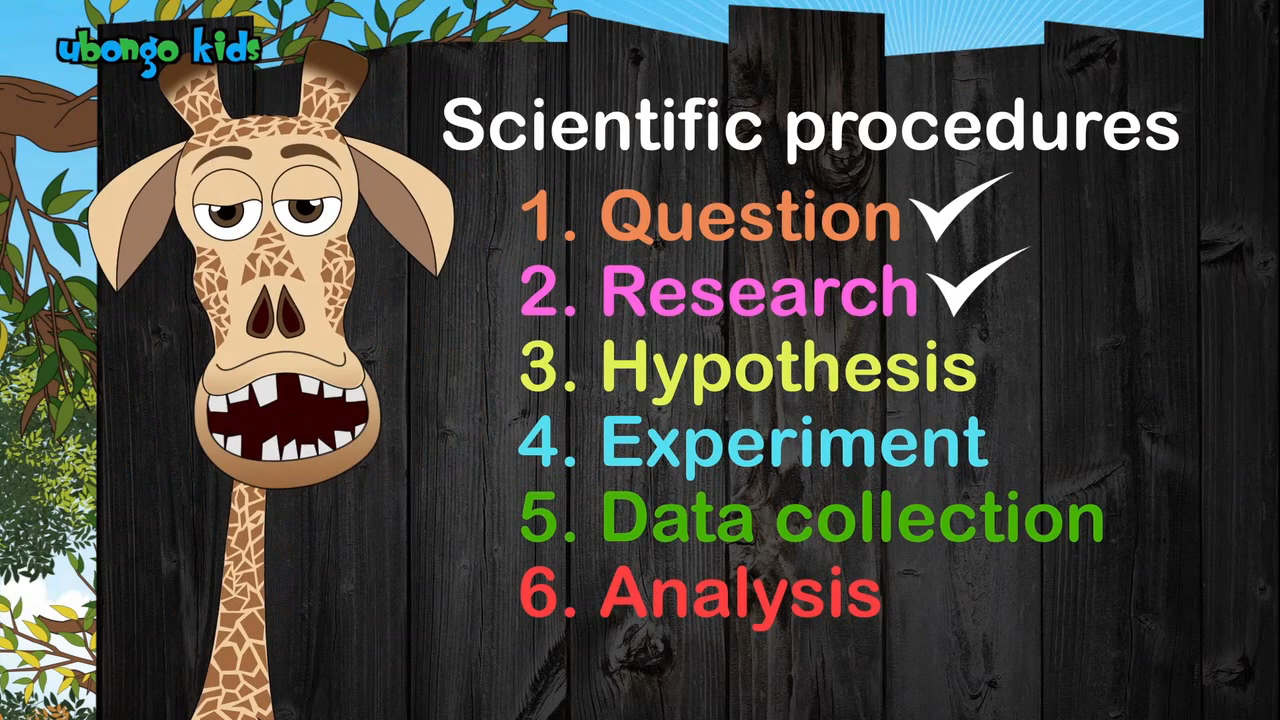 ubongo kids
Scientific procedures
1. Question
2. Research
3. Hypothesis
4. Experiment
5. Data collection
6. Analysis